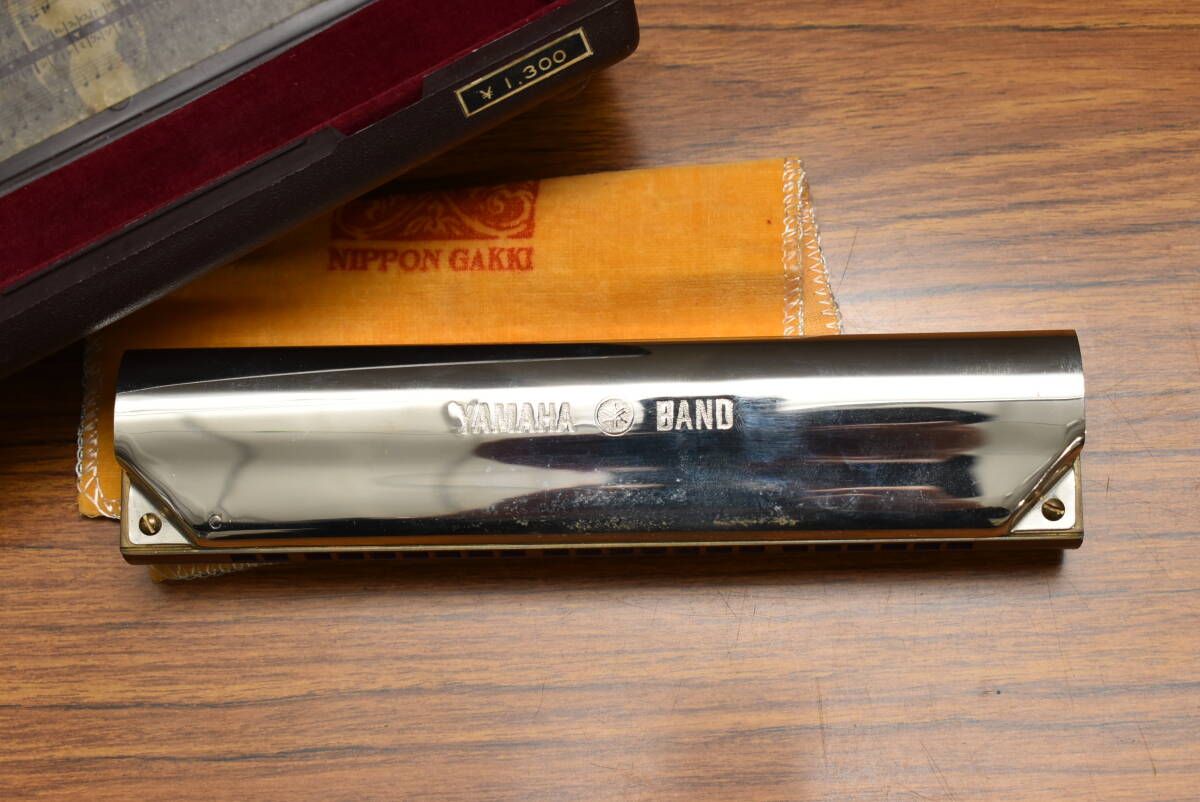 ¥1,300
NIPPON GAKKI
YAMAHA BAND
C